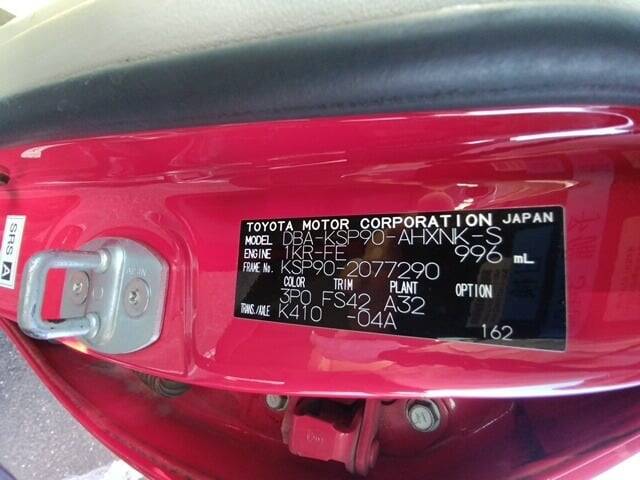 TOYOTA MOTOR CORPORATION JAPAN
MODEL DBA-KSP90-AHXNK-S
ENGINE 1KR-FE 996 mL
FRAME No. KSP90-2077290
COLOR TRIM PLANT OPTION
3P0 FS42 A32
TRANS./AXLE K410 -04A
162
SRS A